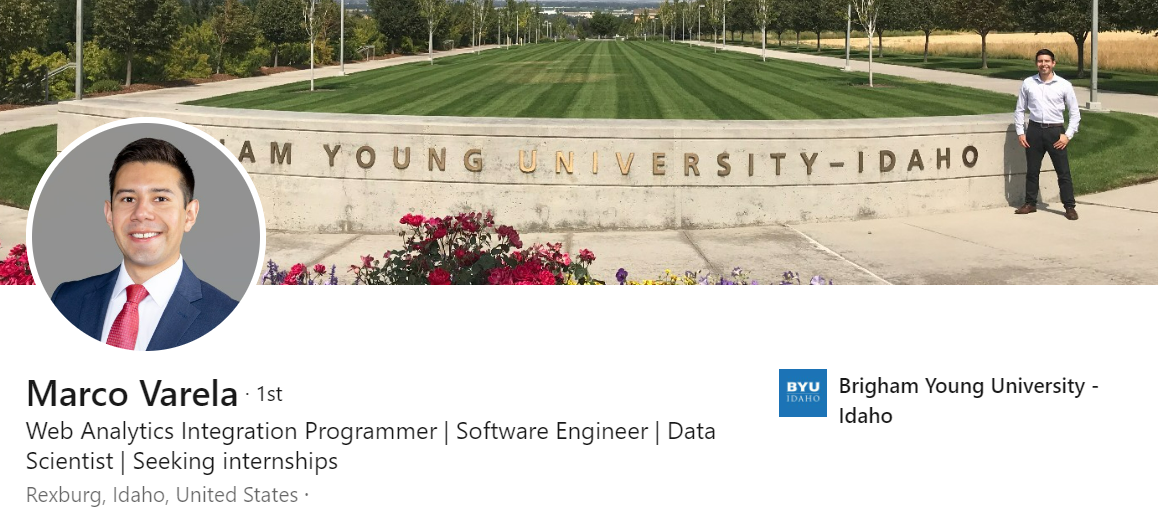 AM YOUNG UNIVERSITY–IDAHO
Marco Varela · 1st
Web Analytics Integration Programmer | Software Engineer | Data
Scientist | Seeking internships
Rexburg, Idaho, United States ·
BYU
IDAHO
Brigham Young University -
Idaho